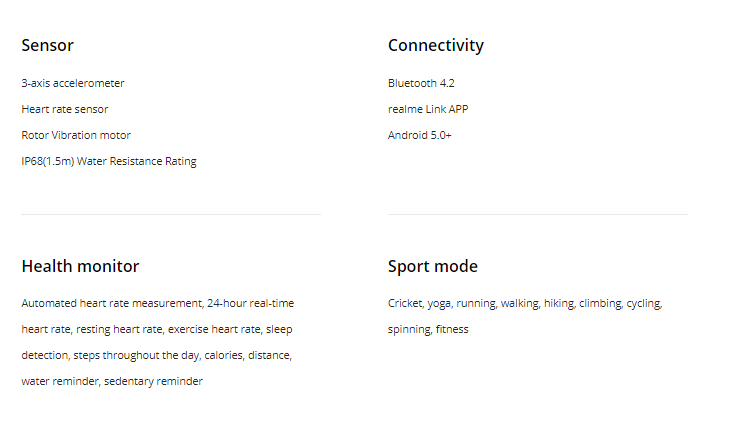 Sensor
3-axis accelerometer
Heart rate sensor
Rotor Vibration motor
IP68(1.5m) Water Resistance Rating
Connectivity
Bluetooth 4.2
realme Link APP
Android 5.0+
Health monitor
Automated heart rate measurement, 24-hour real-time
heart rate, resting heart rate, exercise heart rate, sleep
detection, steps throughout the day, calories, distance,
water reminder, sedentary reminder
Sport mode
Cricket, yoga, running, walking, hiking, climbing, cycling,
spinning, fitness